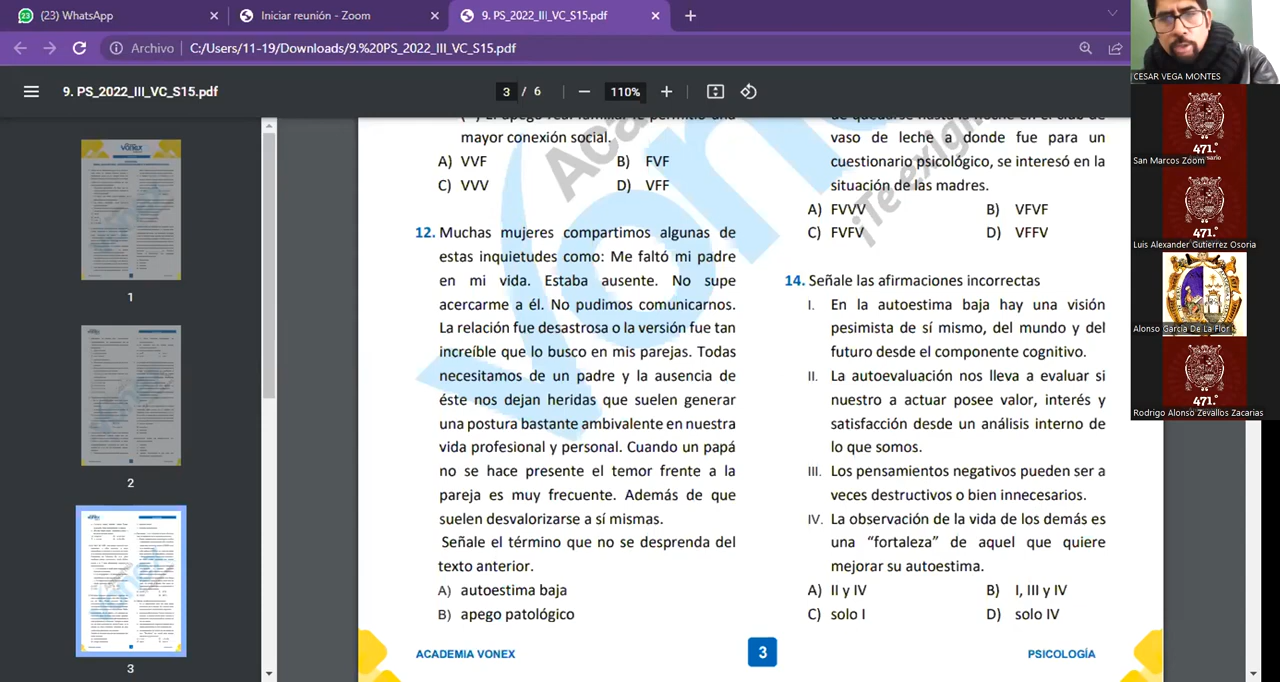 (23) WhatsApp
Iniciar reunión - Zoom
9. PS_2022_III_VC_S15.pdf
Archivo
C:/Users/11-19/Downloads/9.%20PS_2022_III_VC_S15.pdf
9. PS_2022_III_VC_S15.pdf
3 / 6
110%
1
2
3
mayor conexión social.
A) VVF B) FVF
C) VVV D) VFF
12. Muchas mujeres compartimos algunas de
estas inquietudes como: Me faltó mi padre
en mi vida. Estaba ausente. No supe
acercarme a él. No pudimos comunicarnos.
La relación fue desastrosa o la versión fue tan
increíble que lo busco en mis parejas. Todas
necesitamos de un padre y la ausencia de
éste nos dejan heridas que suelen generar
una postura bastante ambivalente en nuestra
vida profesional y personal. Cuando un papá
no se hace presente el temor frente a la
pareja es muy frecuente. Además de que
suelen desvalorizarse a sí mismas.
Señale el término que no se desprenda del
texto anterior.
A) autoestima baja
B) apego patológico
vaso de leche a donde fue para un
cuestionario psicológico, se interesó en la
situación de las madres.
A) FVVV B) VFVF
C) FVFV D) VFFV
14. Señale las afirmaciones incorrectas
I. En la autoestima baja hay una visión
pesimista de sí mismo, del mundo y del
futuro desde el componente cognitivo.
II. La autoevaluación nos lleva a evaluar si
nuestro a actuar posee valor, interés y
satisfacción desde un análisis interno de
lo que somos.
III. Los pensamientos negativos pueden ser a
veces destructivos o bien innecesarios.
IV. La observación de la vida de los demás es
una “fortaleza” de aquel que quiere
mejorar su autoestima.
A) II y IV B) I, III y IV
C) solo I D) solo IV
ACADEMIA VONEX
3
PSICOLOGÍA
CESAR VEGA MONTES
471.°
San Marcos Zoom
471.°
Luis Alexander Gutierrez Osoria
Alonso García De La Flor
471.°
Rodrigo Alonso Zevallos Zacarias